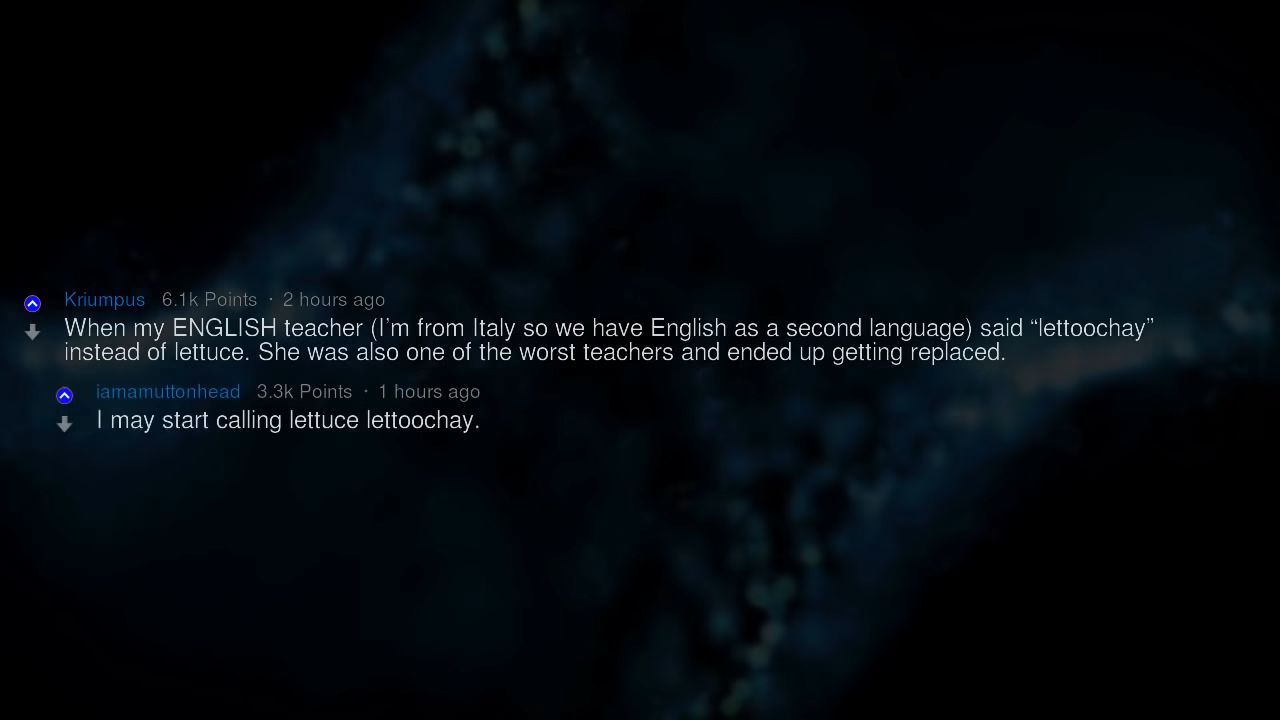 Kriumpus 6.1k Points · 2 hours ago
When my ENGLISH teacher (I'm from Italy so we have English as a second language) said “lettoochay”
instead of lettuce. She was also one of the worst teachers and ended up getting replaced.
iamamuttonhead 3.3k Points · 1 hours ago
I may start calling lettuce lettoochay.